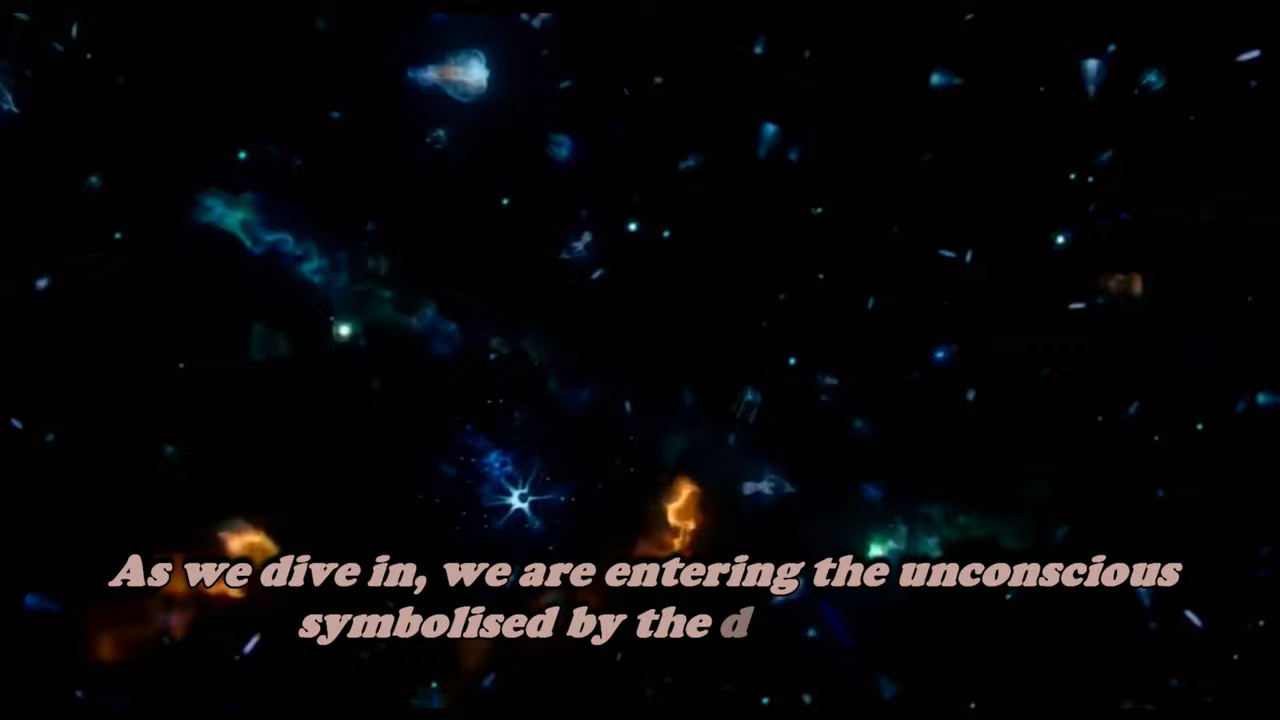 As we dive in, we are entering the unconscious
symbolised by the d